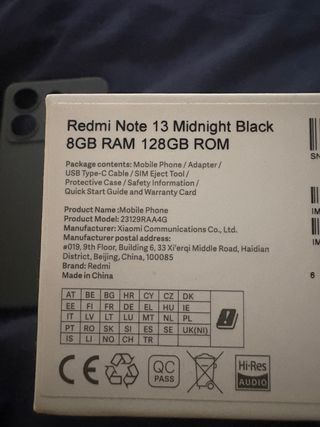 Redmi Note 13 Midnight Black
8GB RAM 128GB ROM
Package contents: Mobile Phone / Adapter /
USB Type-C Cable / SIM Eject Tool /
Protective Case / Safety Information /
Quick Start Guide and Warranty Card
Product Name:Mobile Phone
Product Model: 23129RAA4G
Manufacturer: Xiaomi Communications Co., Ltd.
Manufacturer postal address:
#019, 9th Floor, Building 6, 33 Xi'erqi Middle Road, Haidian
District, Beijing, China, 100085
Brand: Redmi
Made in China
AT BE BG HR CY CZ DK
EE FI FR DE EL HU IE
LV LT LU MT NL PL
PT RO SK SI ES SE UK(NI)
IS LI NO CH TR
CE
QC
PASS
Hi-Res
AUDIO
SN
IM
IM
6